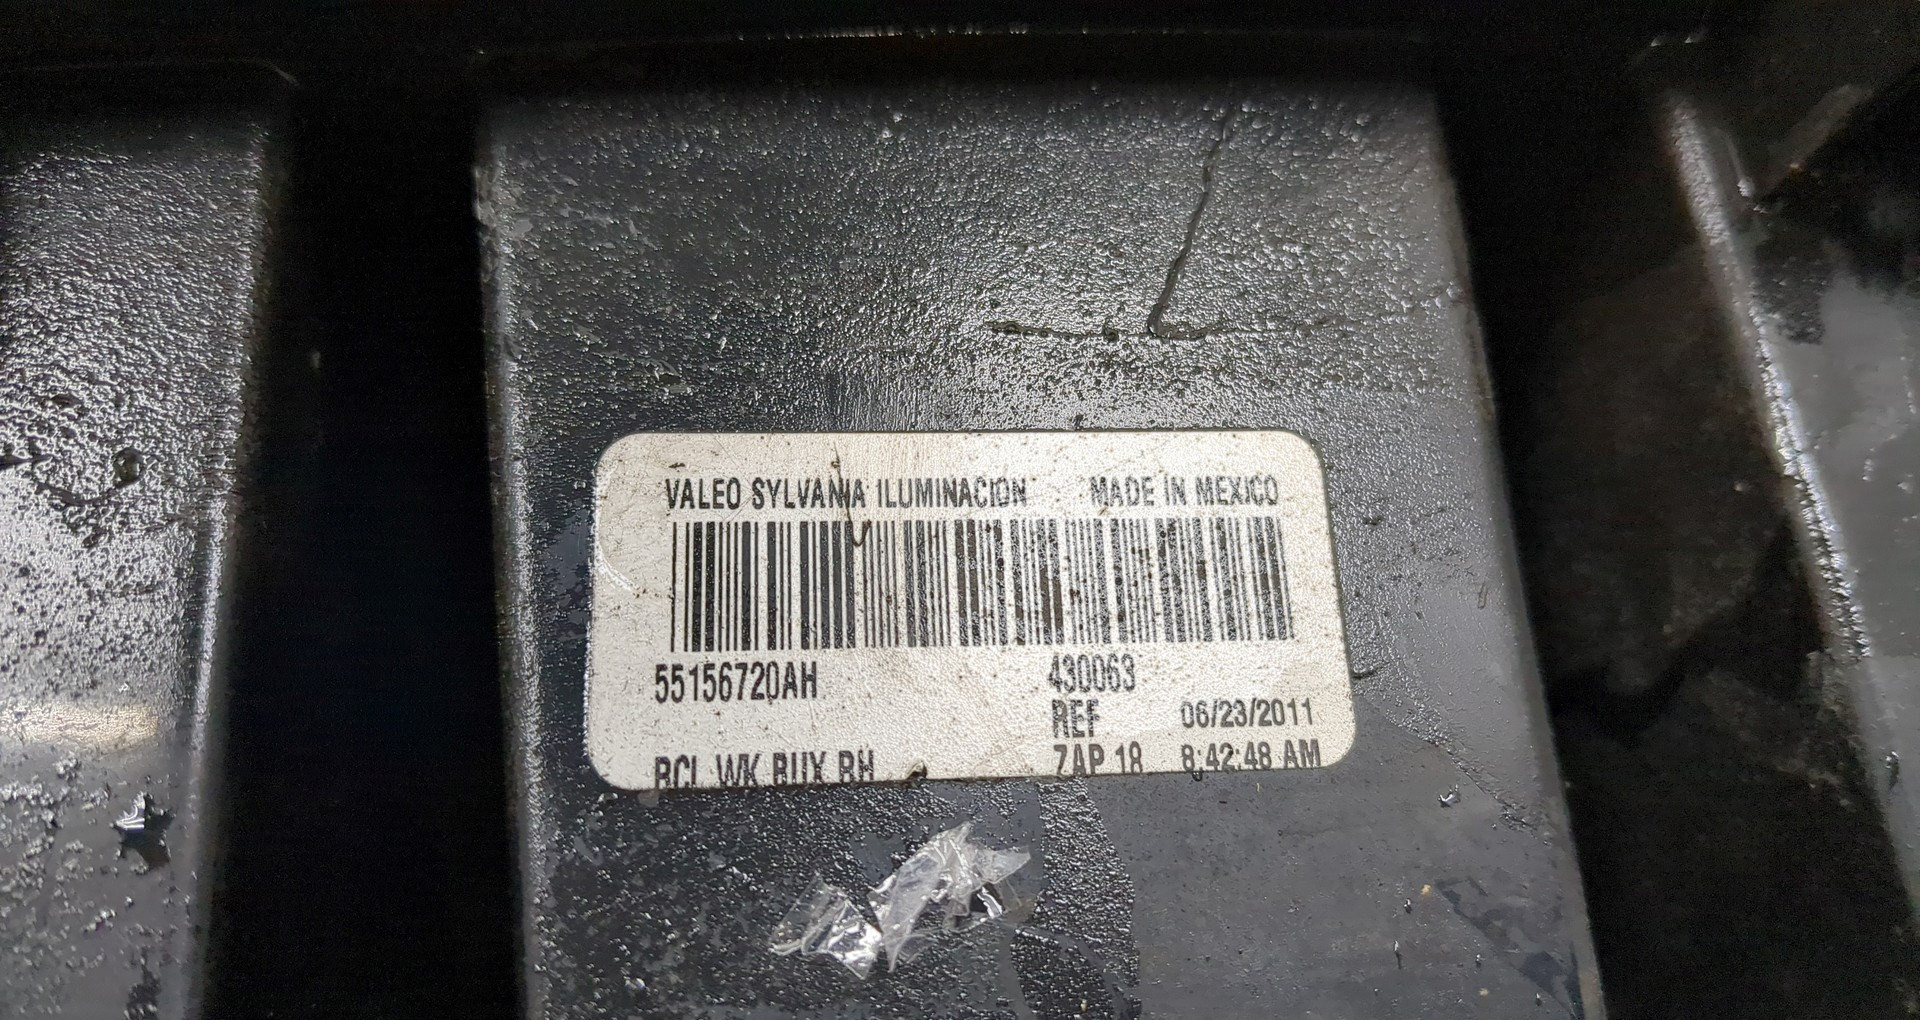 VALEO SYLVANIA ILUMINACION MADE IN MEXICO
55156720AH 430063
REF 06/23/2011
RCL WK BUX RH ZAP 18 8:42:48 AM